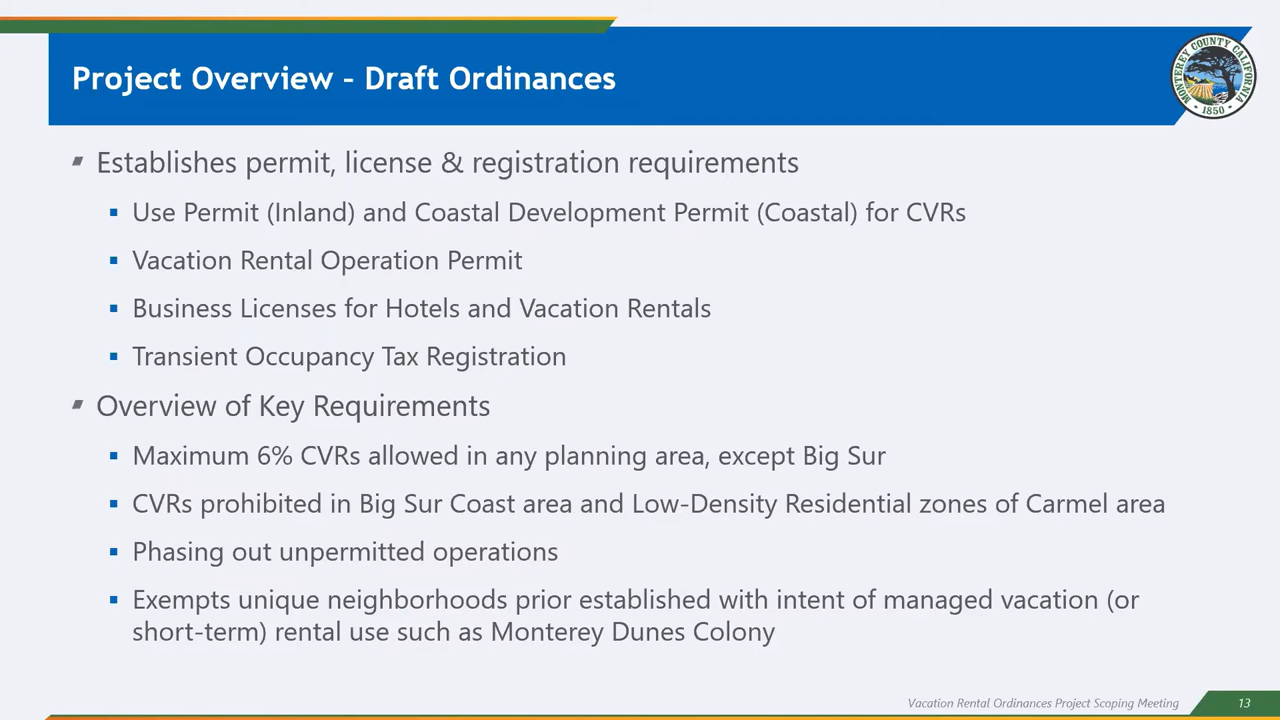 Project Overview – Draft Ordinances
MONTEREY COUNTY CALIFORNIA
1850
Establishes permit, license & registration requirements
Use Permit (Inland) and Coastal Development Permit (Coastal) for CVRs
Vacation Rental Operation Permit
Business Licenses for Hotels and Vacation Rentals
Transient Occupancy Tax Registration
Overview of Key Requirements
Maximum 6% CVRs allowed in any planning area, except Big Sur
CVRs prohibited in Big Sur Coast area and Low-Density Residential zones of Carmel area
Phasing out unpermitted operations
Exempts unique neighborhoods prior established with intent of managed vacation (or
short-term) rental use such as Monterey Dunes Colony
Vacation Rental Ordinances Project Scoping Meeting
13